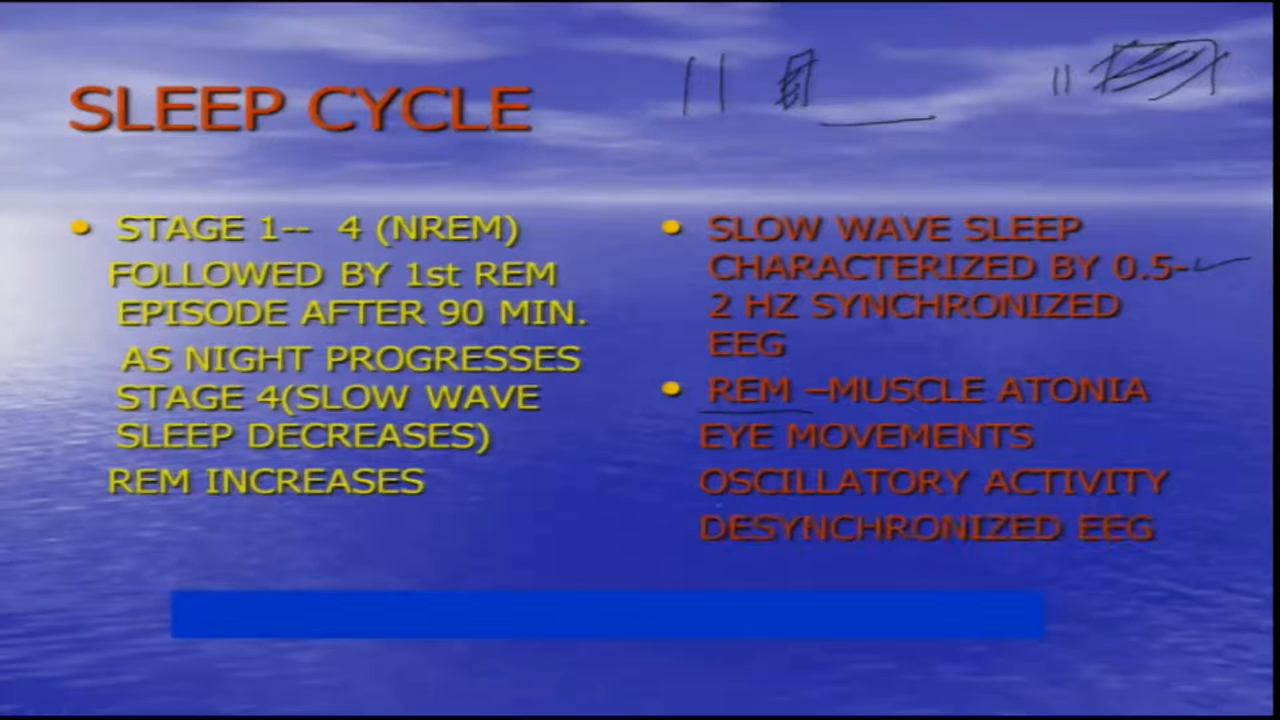 SLEEP CYCLE
STAGE 1-- 4 (NREM)
FOLLOWED BY 1st REM
EPISODE AFTER 90 MIN.
AS NIGHT PROGRESSES
STAGE 4(SLOW WAVE
SLEEP DECREASES)
REM INCREASES
SLOW WAVE SLEEP
CHARACTERIZED BY 0.5-
2 HZ SYNCHRONIZED
EEG
REM –MUSCLE ATONIA
EYE MOVEMENTS
OSCILLATORY ACTIVITY
DESYNCHRONIZED EEG